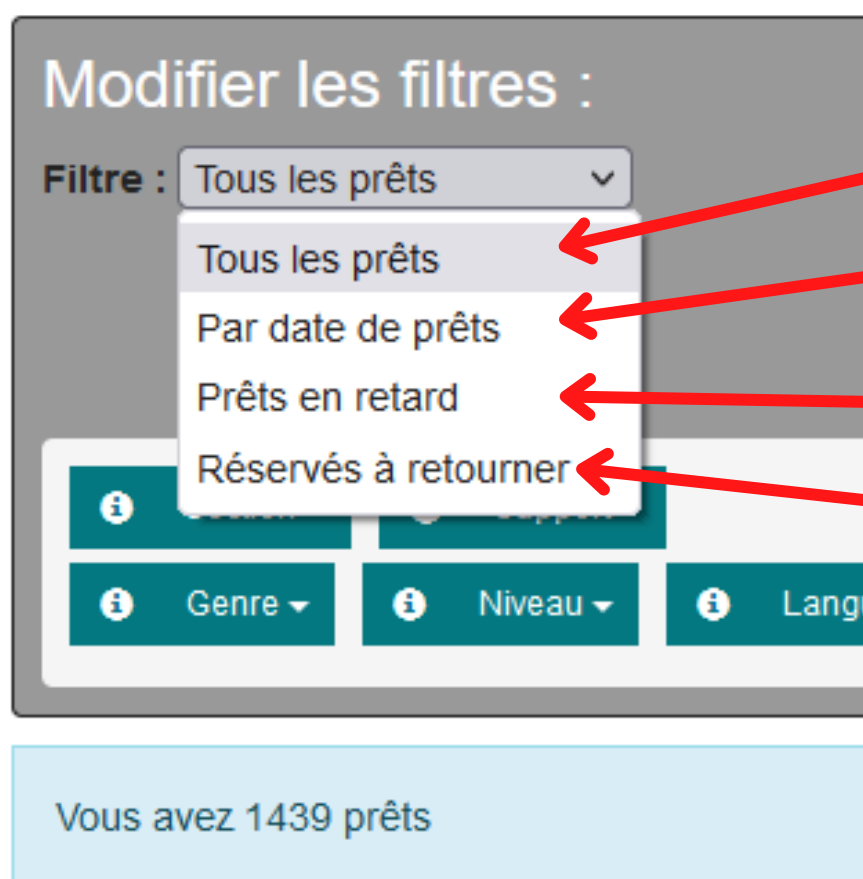 Modifier les filtres :
Filtre : Tous les prêts
Tous les prêts
Par date de prêts
Prêts en retard
Réservés à retourner
Genre
Niveau
Vous avez 1439 prêts